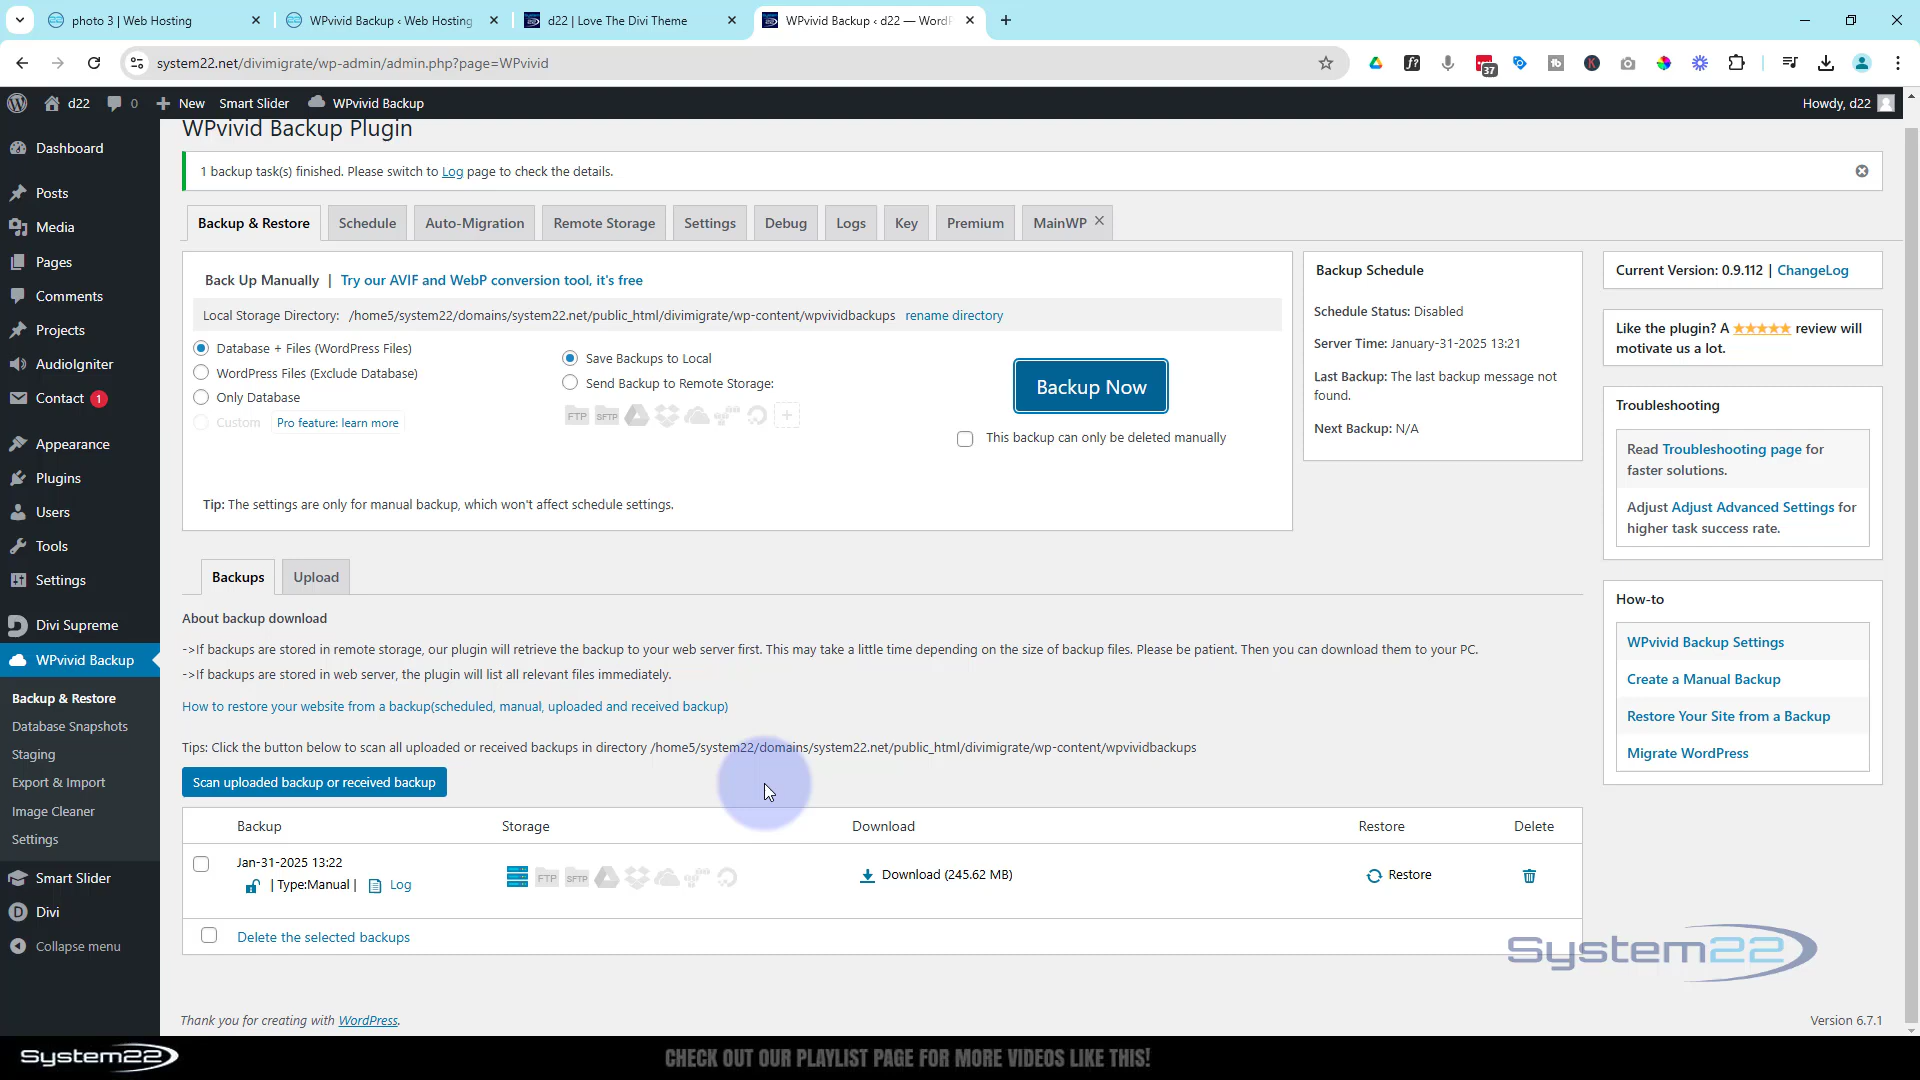 photo 3 | Web Hosting
WPvivid Backup ‹ Web Hosting
d22 | Love The Divi Theme
WPvivid Backup ‹ d22 — WordP
system22.net/divimigrate/wp-admin/admin.php?page=WPvivid
37
d22
0
New
Smart Slider
WPvivid Backup
Howdy, d22
Dashboard
Posts
Media
Pages
Comments
Projects
AudioIgniter
Contact 1
Appearance
Plugins
Users
Tools
Settings
Divi Supreme
WPvivid Backup
Backup & Restore
Database Snapshots
Staging
Export & Import
Image Cleaner
Settings
Smart Slider
Divi
Collapse menu
WPvivid Backup Plugin
1 backup task(s) finished. Please switch to Log page to check the details.
Backup & Restore
Schedule
Auto-Migration
Remote Storage
Settings
Debug
Logs
Key
Premium
MainWP
Back Up Manually | Try our AVIF and WebP conversion tool, it's free
Local Storage Directory: /home5/system22/domains/system22.net/public_html/divimigrate/wp-content/wpvividbackups rename directory
Database + Files (WordPress Files)
WordPress Files (Exclude Database)
Only Database
Custom Pro feature: learn more
Save Backups to Local
Send Backup to Remote Storage:
FTP SFTP
Backup Now
This backup can only be deleted manually
Tip: The settings are only for manual backup, which won't affect schedule settings.
Backup Schedule
Schedule Status: Disabled
Server Time: January-31-2025 13:21
Last Backup: The last backup message not
found.
Next Backup: N/A
Current Version: 0.9.112 | ChangeLog
Like the plugin? A ★★★★★ review will
motivate us a lot.
Troubleshooting
Read Troubleshooting page for
faster solutions.
Adjust Adjust Advanced Settings for
higher task success rate.
How-to
WPvivid Backup Settings
Create a Manual Backup
Restore Your Site from a Backup
Migrate WordPress
Backups
Upload
About backup download
->If backups are stored in remote storage, our plugin will retrieve the backup to your web server first. This may take a little time depending on the size of backup files. Please be patient. Then you can download them to your PC.
->If backups are stored in web server, the plugin will list all relevant files immediately.
How to restore your website from a backup(scheduled, manual, uploaded and received backup)
Tips: Click the button below to scan all uploaded or received backups in directory /home5/system22/domains/system22.net/public_html/divimigrate/wp-content/wpvividbackups
Scan uploaded backup or received backup
Backup Storage Download Restore Delete
Jan-31-2025 13:22
| Type:Manual | Log
FTP SFTP
Download (245.62 MB)
Restore
Delete the selected backups
System22
Thank you for creating with WordPress.
Version 6.7.1
System22
CHECK OUT OUR PLAYLIST PAGE FOR MORE VIDEOS LIKE THIS!